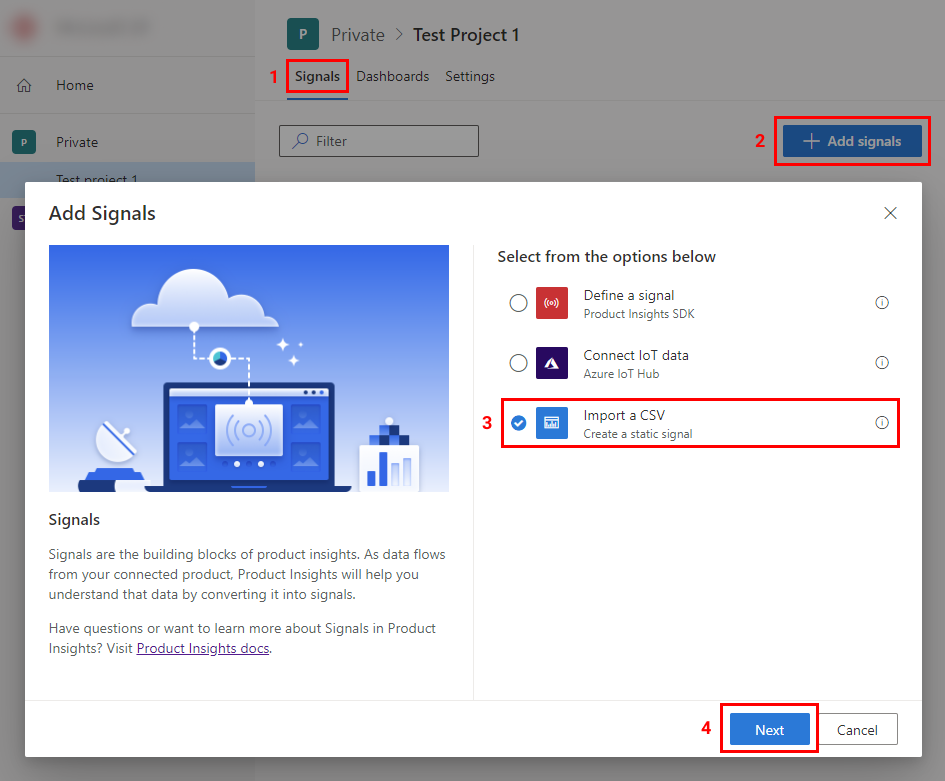 P Private > Test Project 1
1 Signals Dashboards Settings
Home
P Private
Filter
2 + Add signals
Test project 1
ST
Add Signals
Select from the options below
Define a signal
Product Insights SDK
Connect IoT data
Azure IoT Hub
3 Import a CSV
Create a static signal
Signals
Signals are the building blocks of product insights. As data flows
from your connected product, Product Insights will help you
understand that data by converting it into signals.
Have questions or want to learn more about Signals in Product
Insights? Visit Product Insights docs.
4 Next Cancel